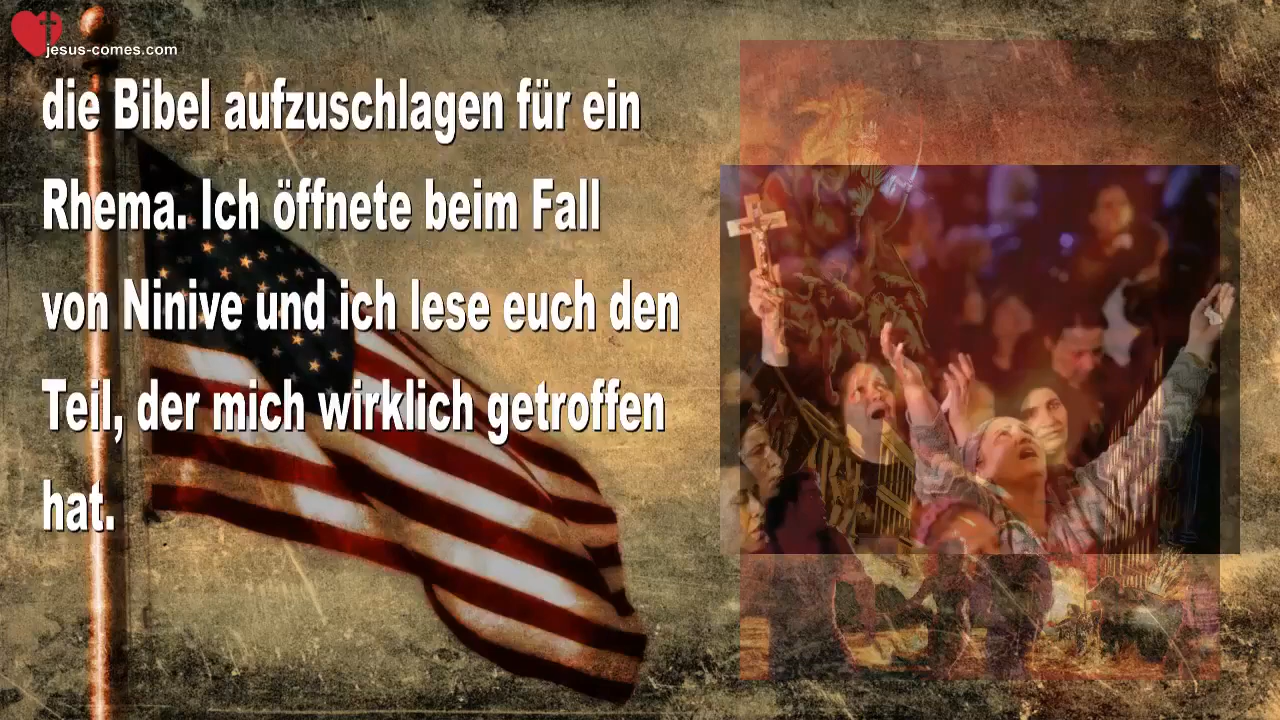 jesus-comes.com
die Bibel aufzuschlagen für ein
Rhema. Ich öffnete beim Fall
von Ninive und ich lese euch den
Teil, der mich wirklich getroffen
hat.